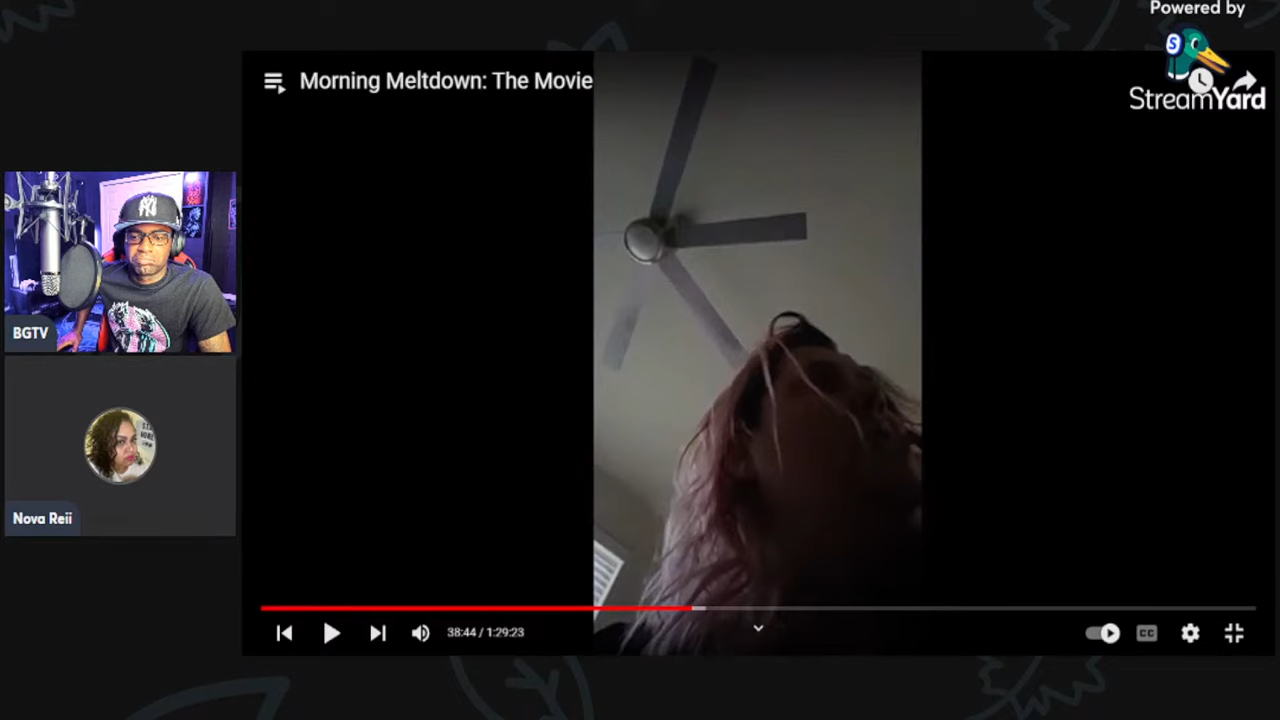 Powered by
StreamYard
Morning Meltdown: The Movie
BGTV
Nova Reii
38:44 / 1:29:23
CC